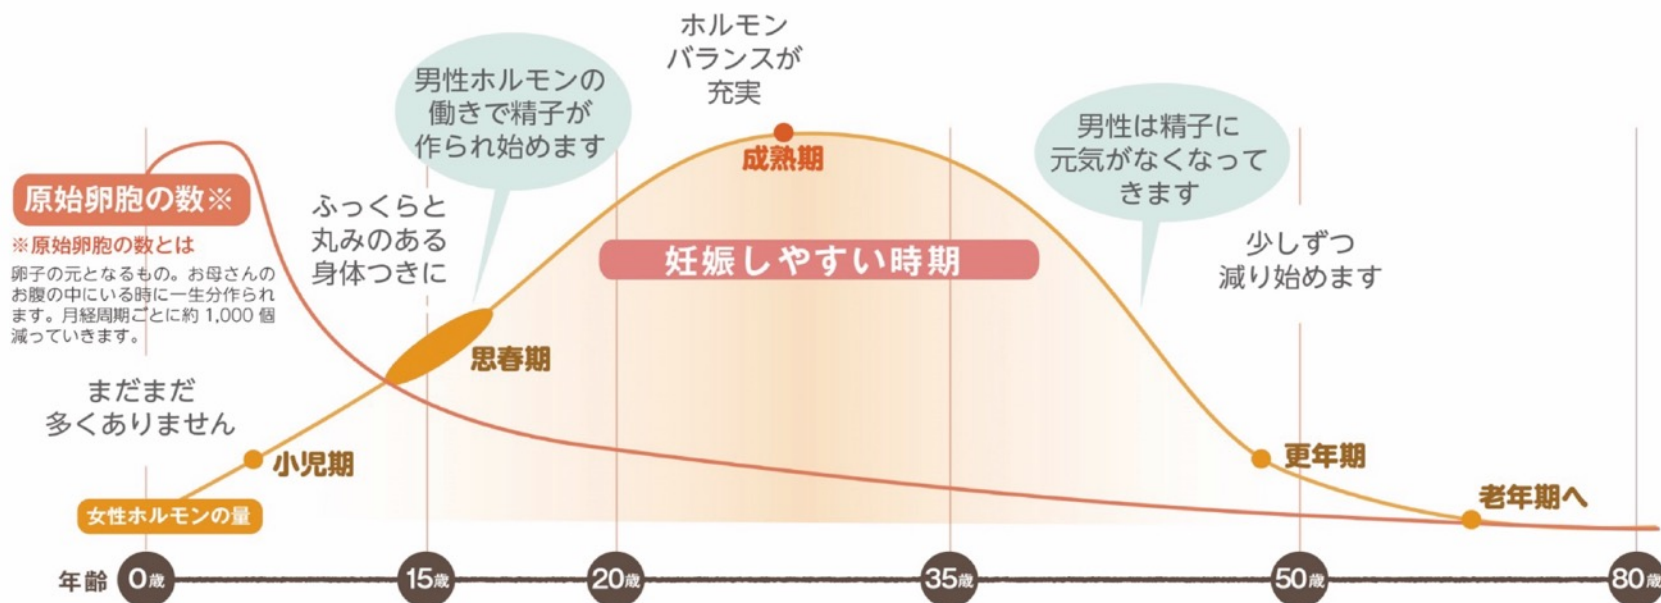 ホルモン
バランスが
充実
男性ホルモンの
働きで精子が
作られ始めます
男性は精子に
元気がなくなって
きます
成熟期
原始卵胞の数※
※原始卵胞の数とは
卵子の元となるもの。お母さんの
お腹の中にいる時に一生分作られ
ます。月経周期ごとに約1,000個
減っていきます。
ふっくらと
丸みのある
身体つきに
妊娠しやすい時期
少しずつ
減り始めます
思春期
まだまだ
多くありません
小児期
更年期
老年期へ
女性ホルモンの量
年齢 0歳 15歳 20歳 35歳 50歳 80歳